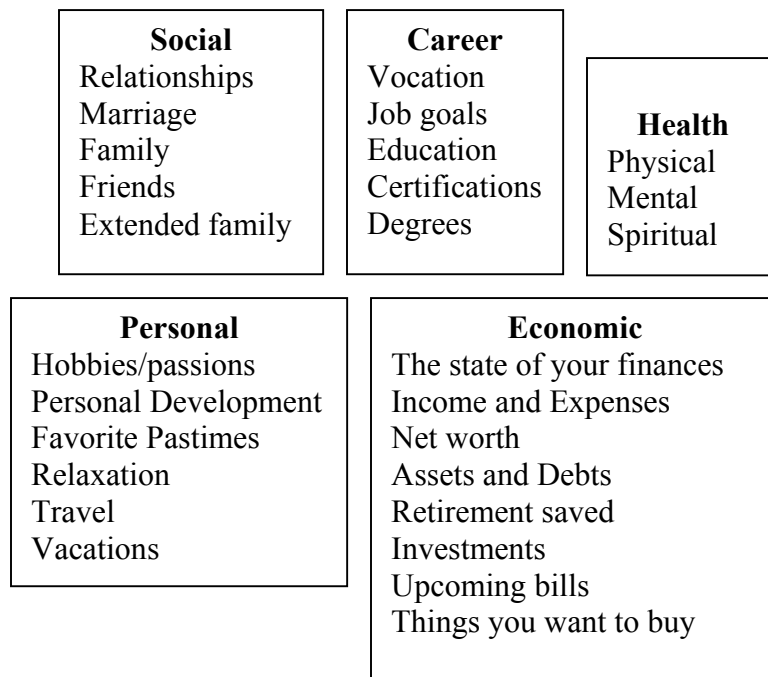 Social
Relationships
Marriage
Family
Friends
Extended family
Career
Vocation
Job goals
Education
Certifications
Degrees
Health
Physical
Mental
Spiritual
Personal
Hobbies/passions
Personal Development
Favorite Pastimes
Relaxation
Travel
Vacations
Economic
The state of your finances
Income and Expenses
Net worth
Assets and Debts
Retirement saved
Investments
Upcoming bills
Things you want to buy